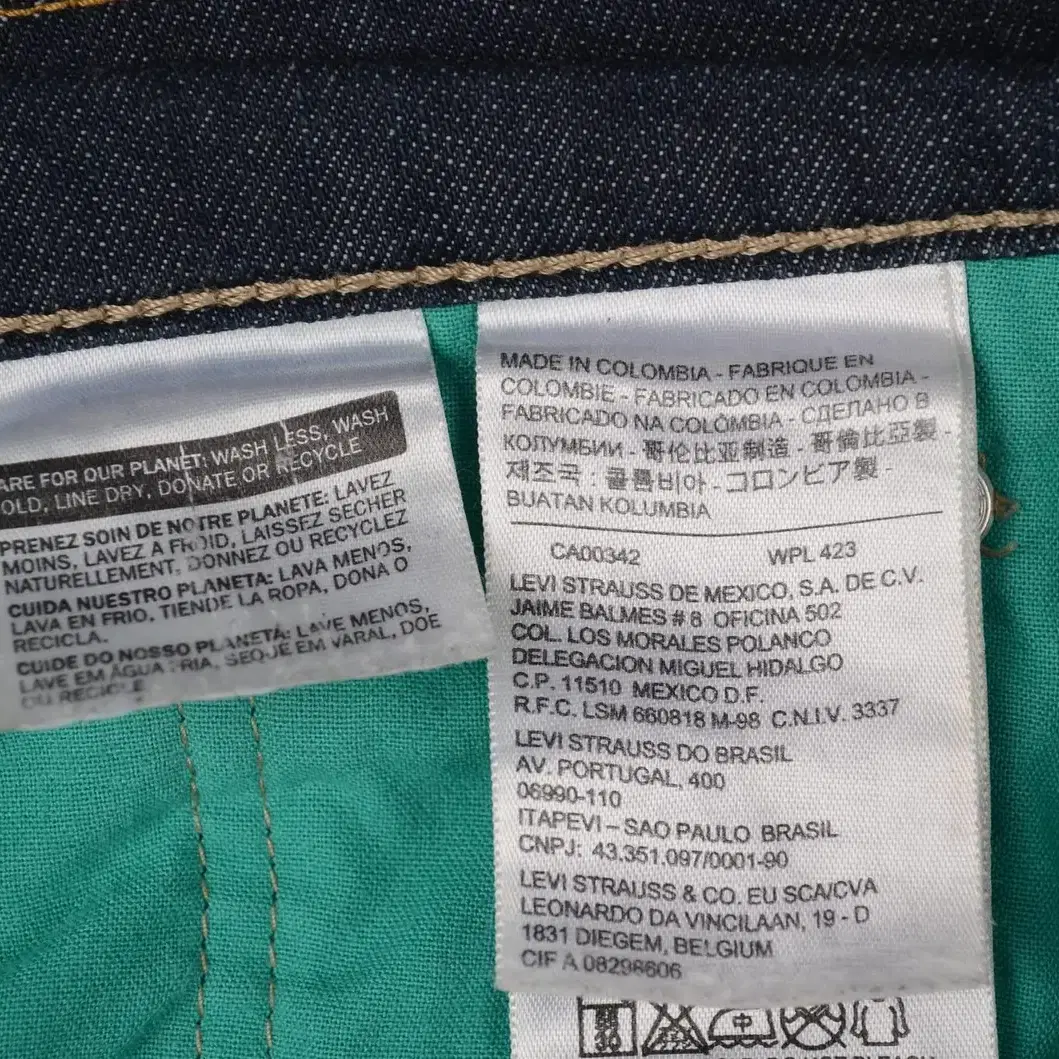 ARE FOR OUR PLANET: WASH LESS, WASH
OLD, LINE DRY, DONATE OR RECYCLE
PRENEZ SOIN DE NOTRE PLANETE: LAVEZ
MOINS, LAVEZ A FROID, LAISSEZ SECHER
NATURELLEMENT, DONNEZ OU RECYCLEZ
CUIDA NUESTRO PLANETA: LAVA MENOS,
LAVA EN FRIO, TIENDE LA ROPA, DONA O
RECICLA.
CUIDE DO NOSSO PLANETA: LAVE MENOS,
LAVE EM ÁGUA FRIA, SEQUE EM VARAL, DOE
OU RECICLE
MADE IN COLOMBIA - FABRIQUE EN
COLOMBIE - FABRICADO EN COLOMBIA -
FABRICADO NA COLÔMBIA - СДЕЛАНО В
КОЛУМБИИ - 哥伦比亚制造 - 哥倫比亞製 -
제조국 : 콜롬비아 - コロンビア製 -
BUATAN KOLUMBIA
CA00342 WPL 423
LEVI STRAUSS DE MEXICO, S.A. DE C.V.
JAIME BALMES # 8 OFICINA 502
COL. LOS MORALES POLANCO
DELEGACION MIGUEL HIDALGO
C.P. 11510 MEXICO D.F.
R.F.C. LSM 660818 M-98 C.N.I.V. 3337
LEVI STRAUSS DO BRASIL
AV. PORTUGAL, 400
06990-110
ITAPEVI – SAO PAULO BRASIL
CNPJ: 43.351.097/0001-90
LEVI STRAUSS & CO. EU SCA/CVA
LEONARDO DA VINCILAAN, 19 - D
1831 DIEGEM, BELGIUM
CIF A 08298606
30 中